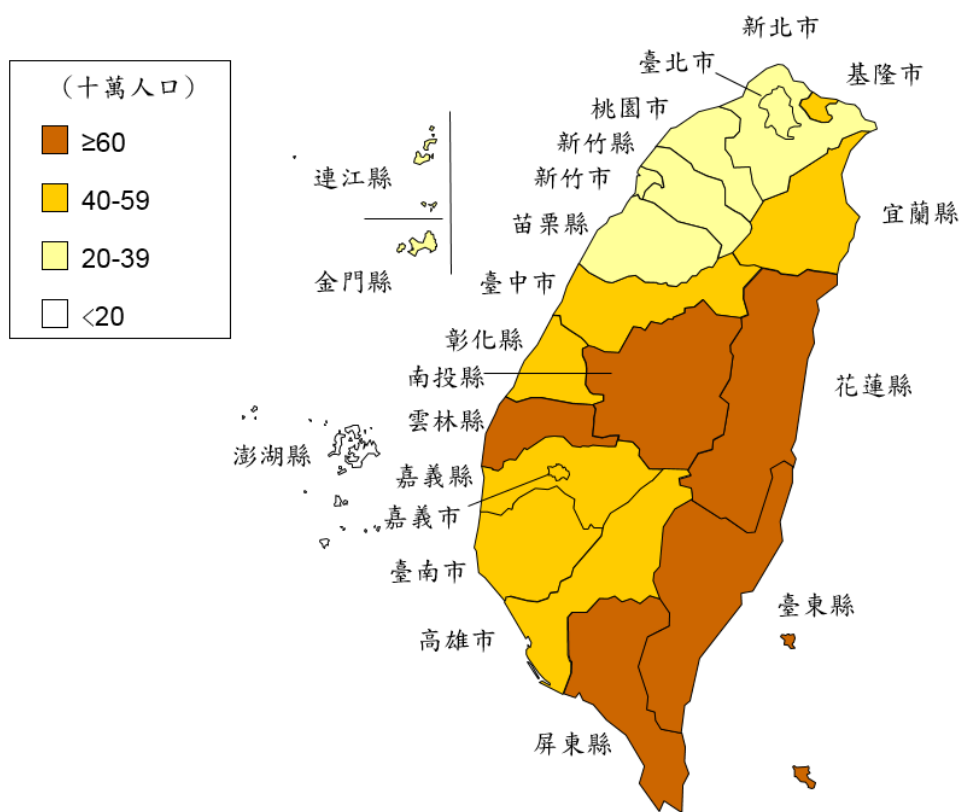 (十萬人口)
≥60
40-59
20-39
<20
新北市
臺北市
基隆市
桃園市
新竹縣
新竹市
連江縣
苗栗縣
宜蘭縣
金門縣
臺中市
彰化縣
南投縣
花蓮縣
雲林縣
澎湖縣
嘉義縣
嘉義市
臺南市
臺東縣
高雄市
屏東縣